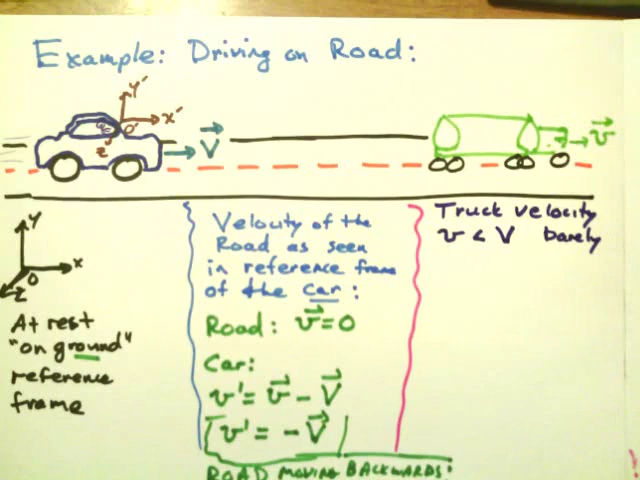 Example: Driving on Road:
Y'
O' X'
Z'
V
v
Y
O X
Z
At rest
"on ground"
reference
frame
Velocity of the
Road as seen
in reference frame
of the car:
Road: v=0
Car:
v' = v - V
v' = - V
ROAD MOVING BACKWARDS!
Truck velocity
v < V barely